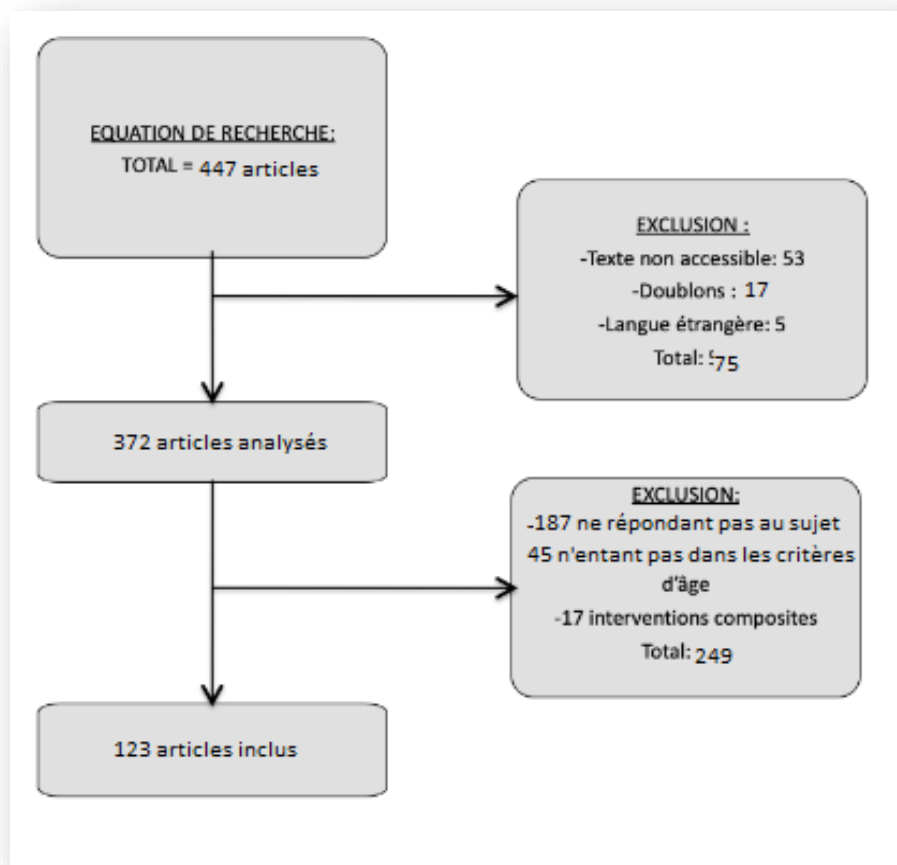 EQUATION DE RECHERCHE:
TOTAL = 447 articles
EXCLUSION :
-Texte non accessible: 53
-Doublons : 17
-Langue étrangère: 5
Total: 75
372 articles analysés
EXCLUSION:
-187 ne répondant pas au sujet
45 n'entant pas dans les critères
d'âge
-17 interventions composites
Total: 249
123 articles inclus